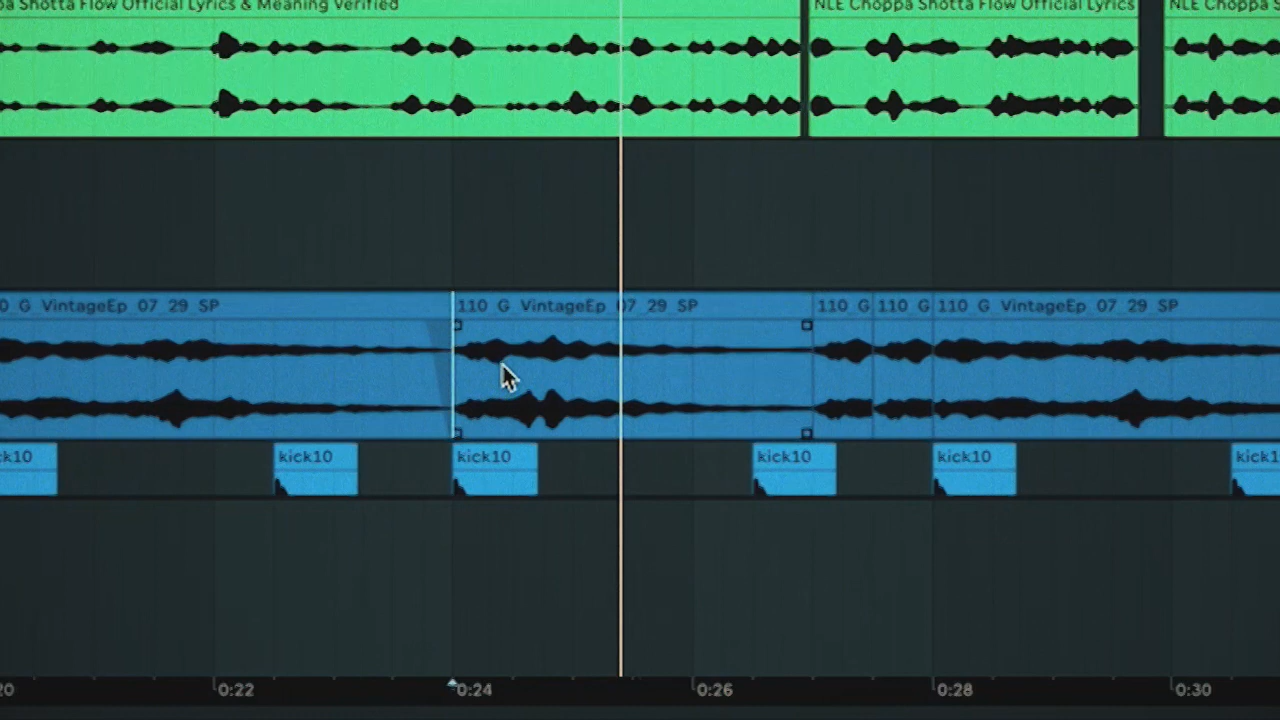 pa Shotta Flow Official Lyrics & Meaning Verified
NLE Choppa Shotta Flow Official Lyrics
NLE Choppa S
0 G VintageEp 07 29 SP
110 G VintageEp 07 29 SP
110 G
110 G
110 G VintageEp 07 29 SP
ck10
kick10
kick10
kick10
kick10
kick1
20
0:22
0:24
0:26
0:28
0:30